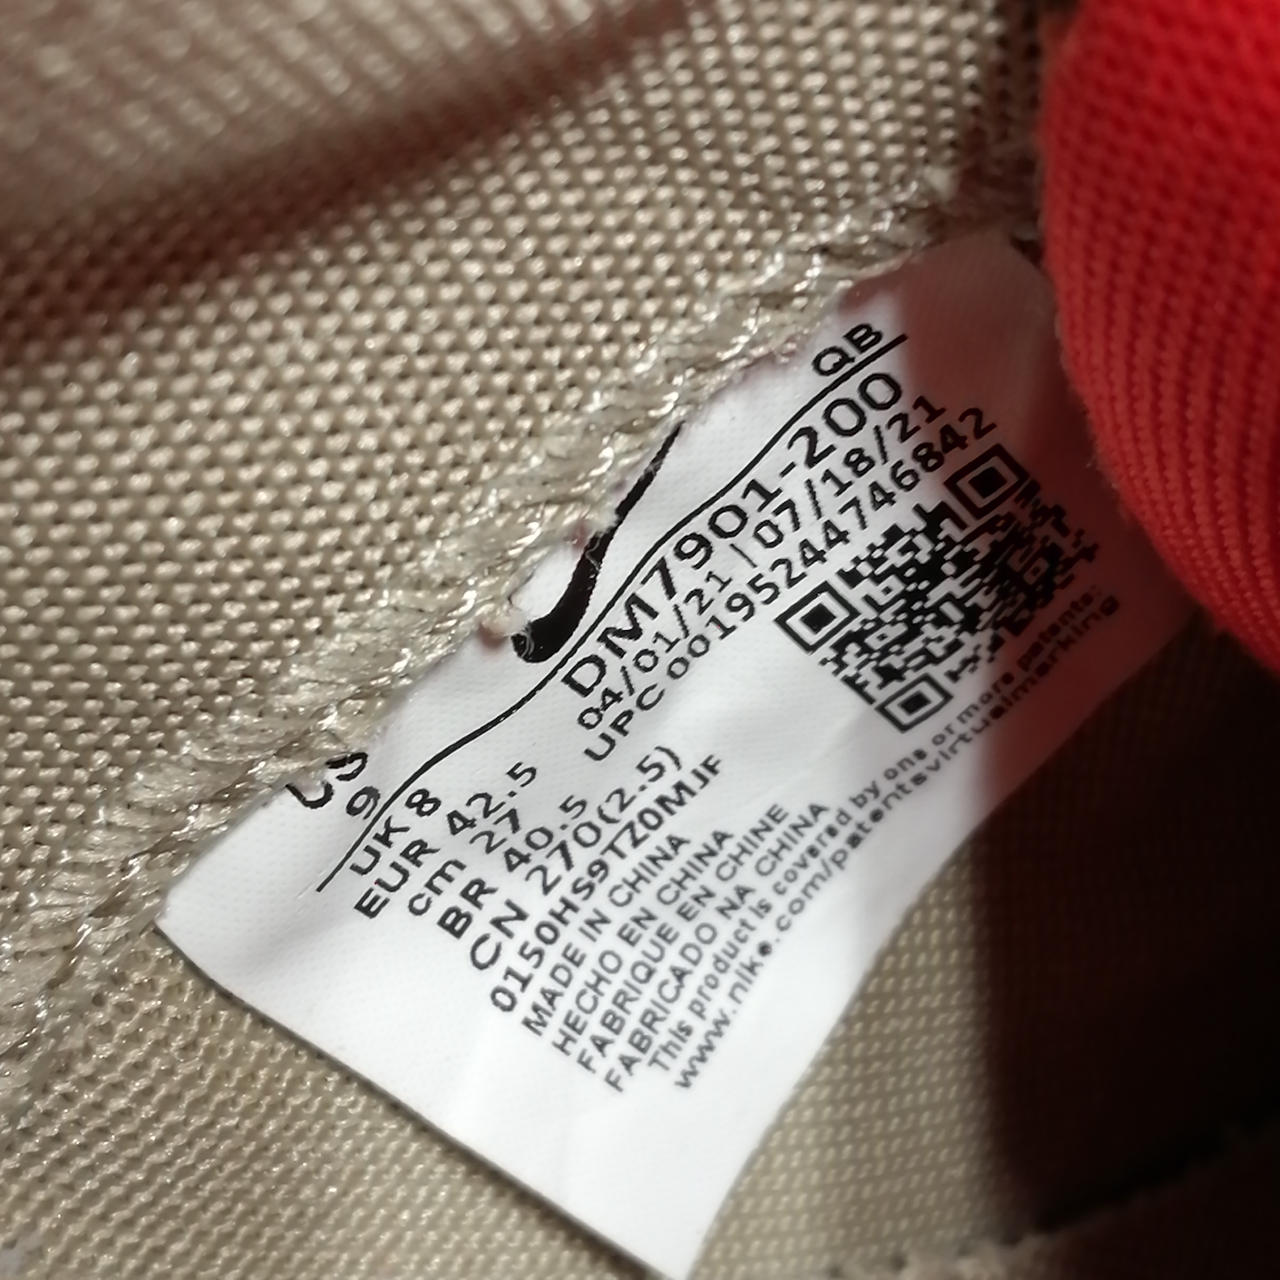 QB
US 9
DM7901-200
04/01/21 | 07/18/21
UPC 00195244746842
UK 8
EUR 42.5
cm 27
BR 40.5
CN 270(2.5)
0150HS9TZ0MJF
MADE IN CHINA
HECHO EN CHINA
FABRIQUE EN CHINE
FABRICADO NA CHINA
This product is covered by one or more patents:
www.nike.com/patentsvirtualmarking